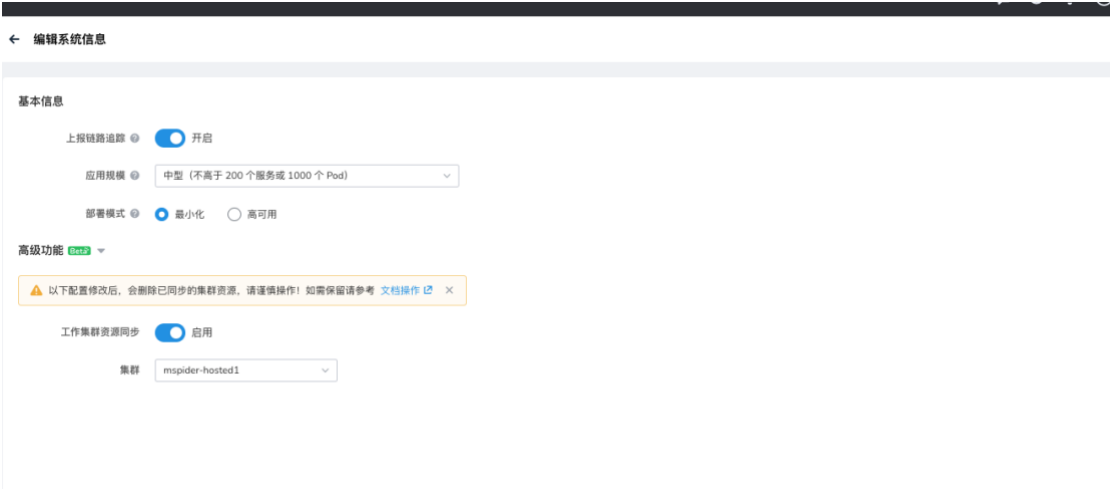 ← 编辑系统信息
基本信息
上报链路追踪 开启
应用规模 中型（不高于 200 个服务或 1000 个 Pod）
部署模式 最小化 高可用
高级功能 Beta
以下配置修改后，会删除已同步的集群资源，请谨慎操作！如需保留请参考 文档操作
工作集群资源同步 启用
集群 mspider-hosted1